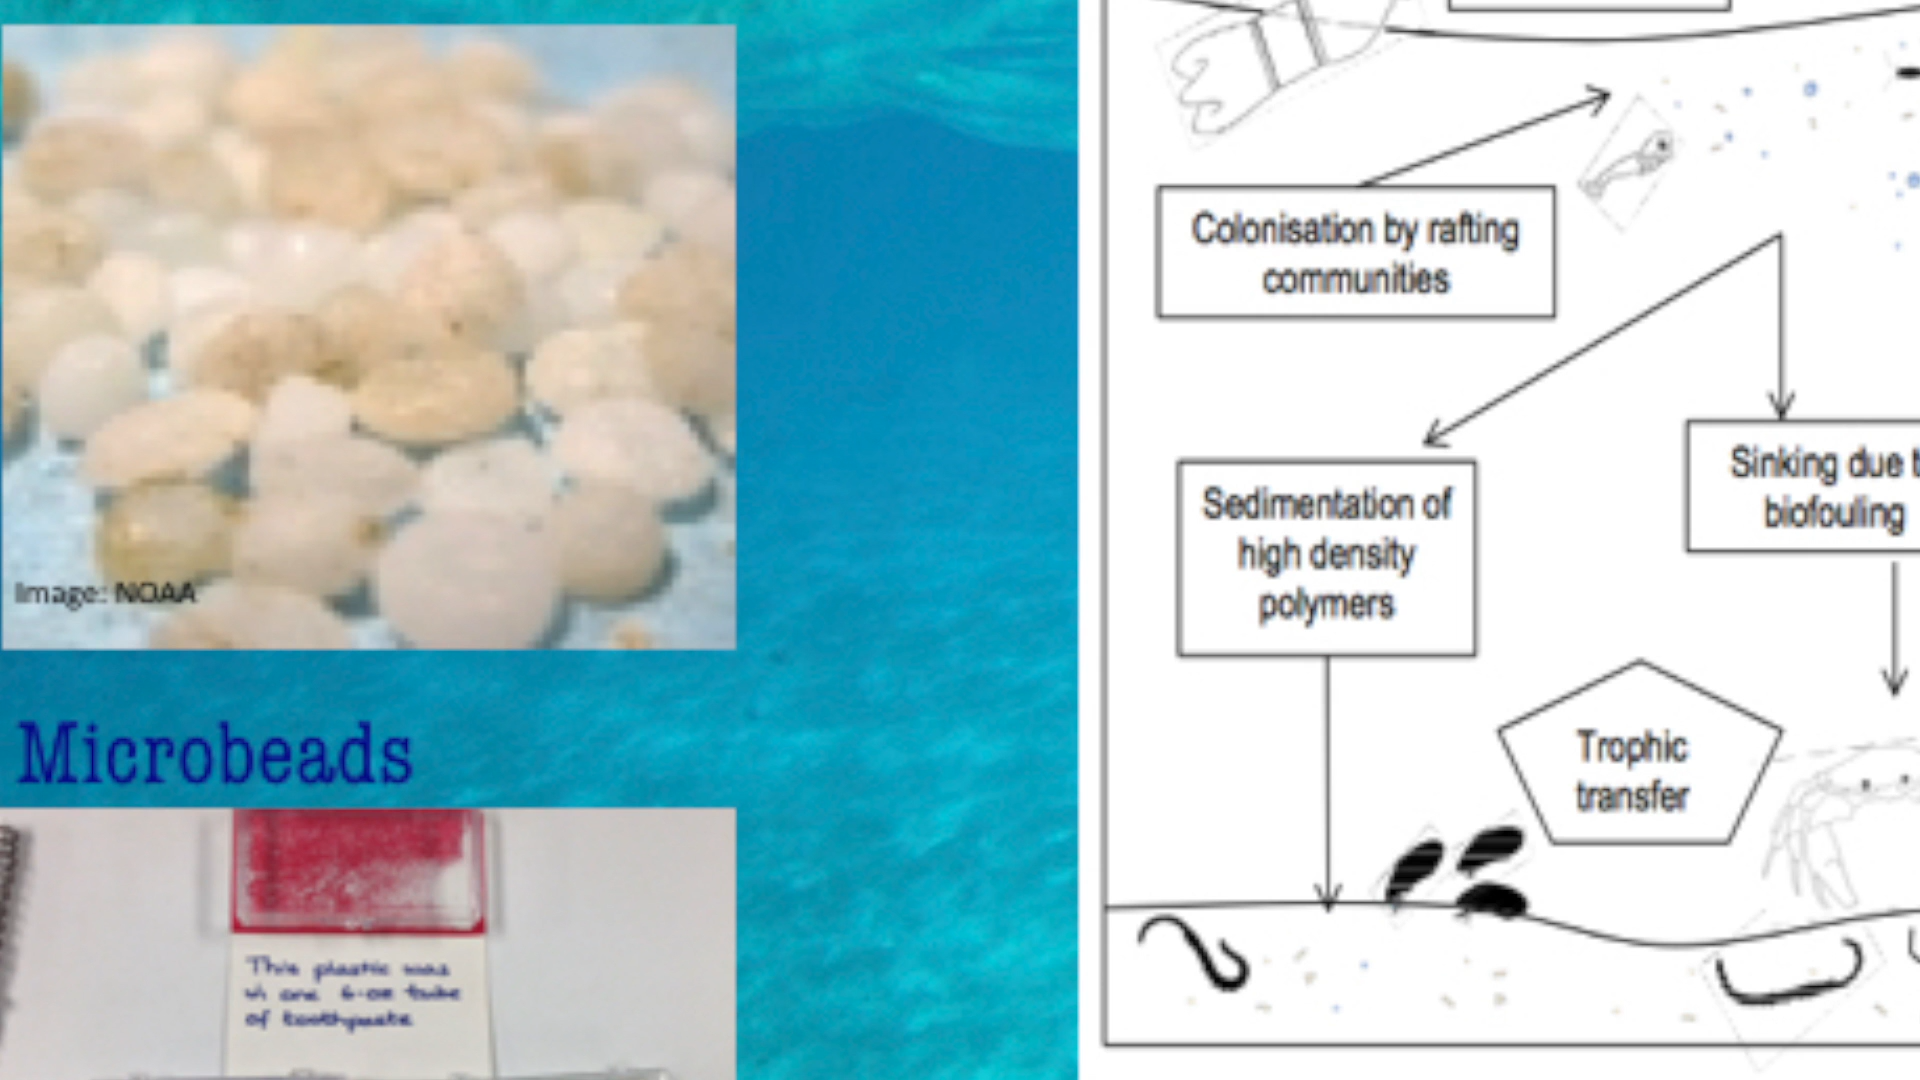 Image: NOAA
Microbeads
This plastic was
in one 6-oz tube
of toothpaste
Colonisation by rafting
communities
Sedimentation of
high density
polymers
Sinking due t
biofouling
Trophic
transfer